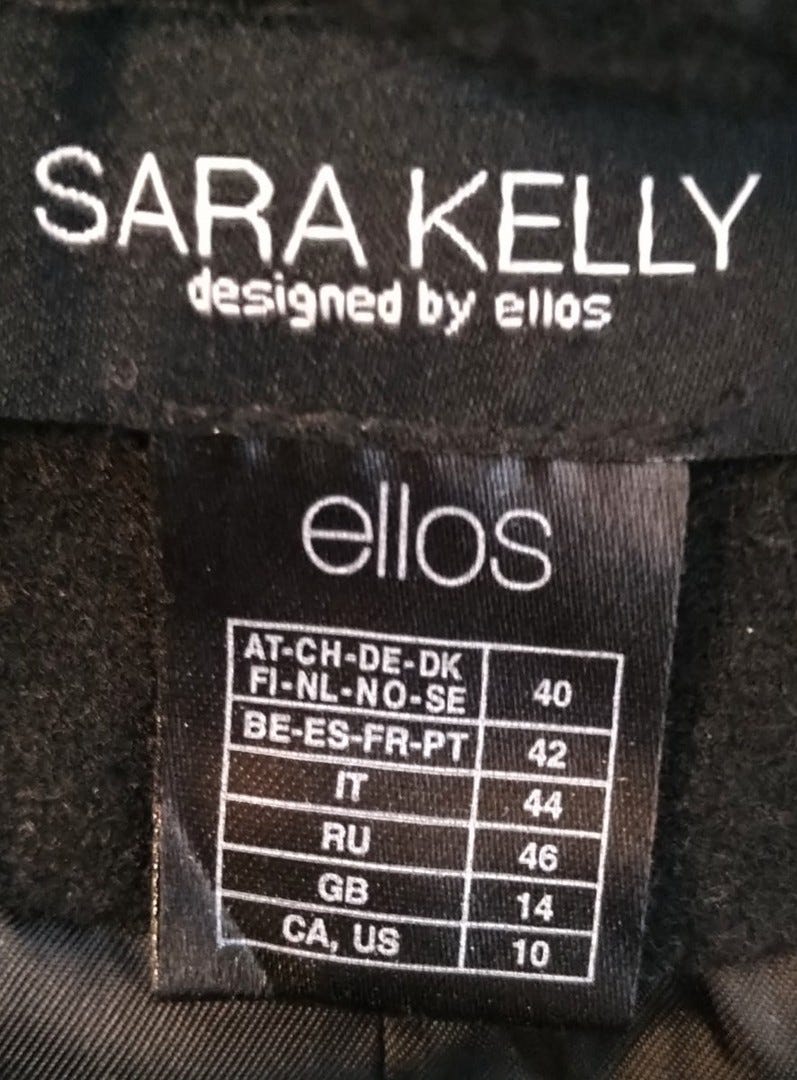 SARA KELLY
designed by ellos
ellos
AT-CH-DE-DK
FI-NL-NO-SE 40
BE-ES-FR-PT 42
IT 44
RU 46
GB 14
CA, US 10